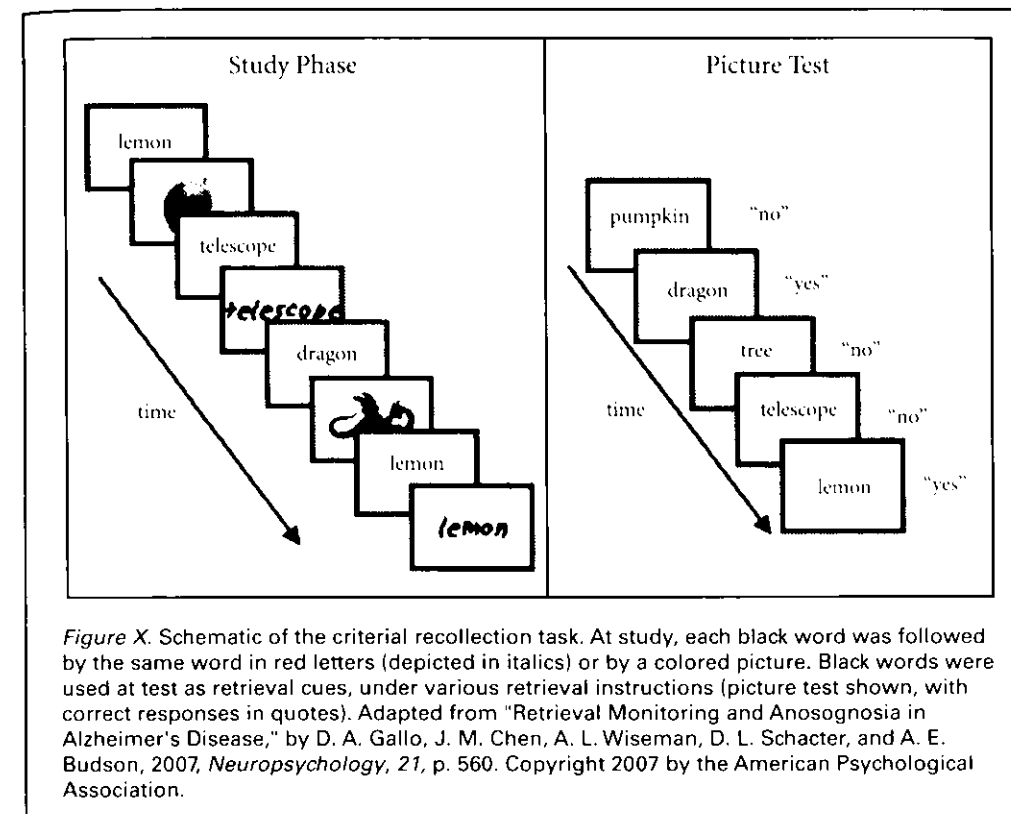 Study Phase
lemon
telescope
telescope
dragon
lemon
lemon
time
Picture Test
pumpkin "no"
dragon "yes"
tree "no"
telescope "no"
lemon "yes"
time
Figure X. Schematic of the criterial recollection task. At study, each black word was followed
by the same word in red letters (depicted in italics) or by a colored picture. Black words were
used at test as retrieval cues, under various retrieval instructions (picture test shown, with
correct responses in quotes). Adapted from "Retrieval Monitoring and Anosognosia in
Alzheimer's Disease," by D. A. Gallo, J. M. Chen, A. L. Wiseman, D. L. Schacter, and A. E.
Budson, 2007, Neuropsychology, 21, p. 560. Copyright 2007 by the American Psychological
Association.